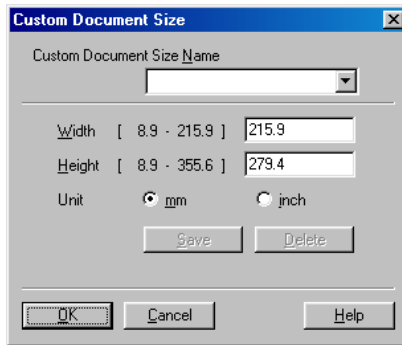 Custom Document Size
Custom Document Size Name
Width [ 8.9 - 215.9 ] 215.9
Height [ 8.9 - 355.6 ] 279.4
Unit mm inch
Save Delete
OK Cancel Help